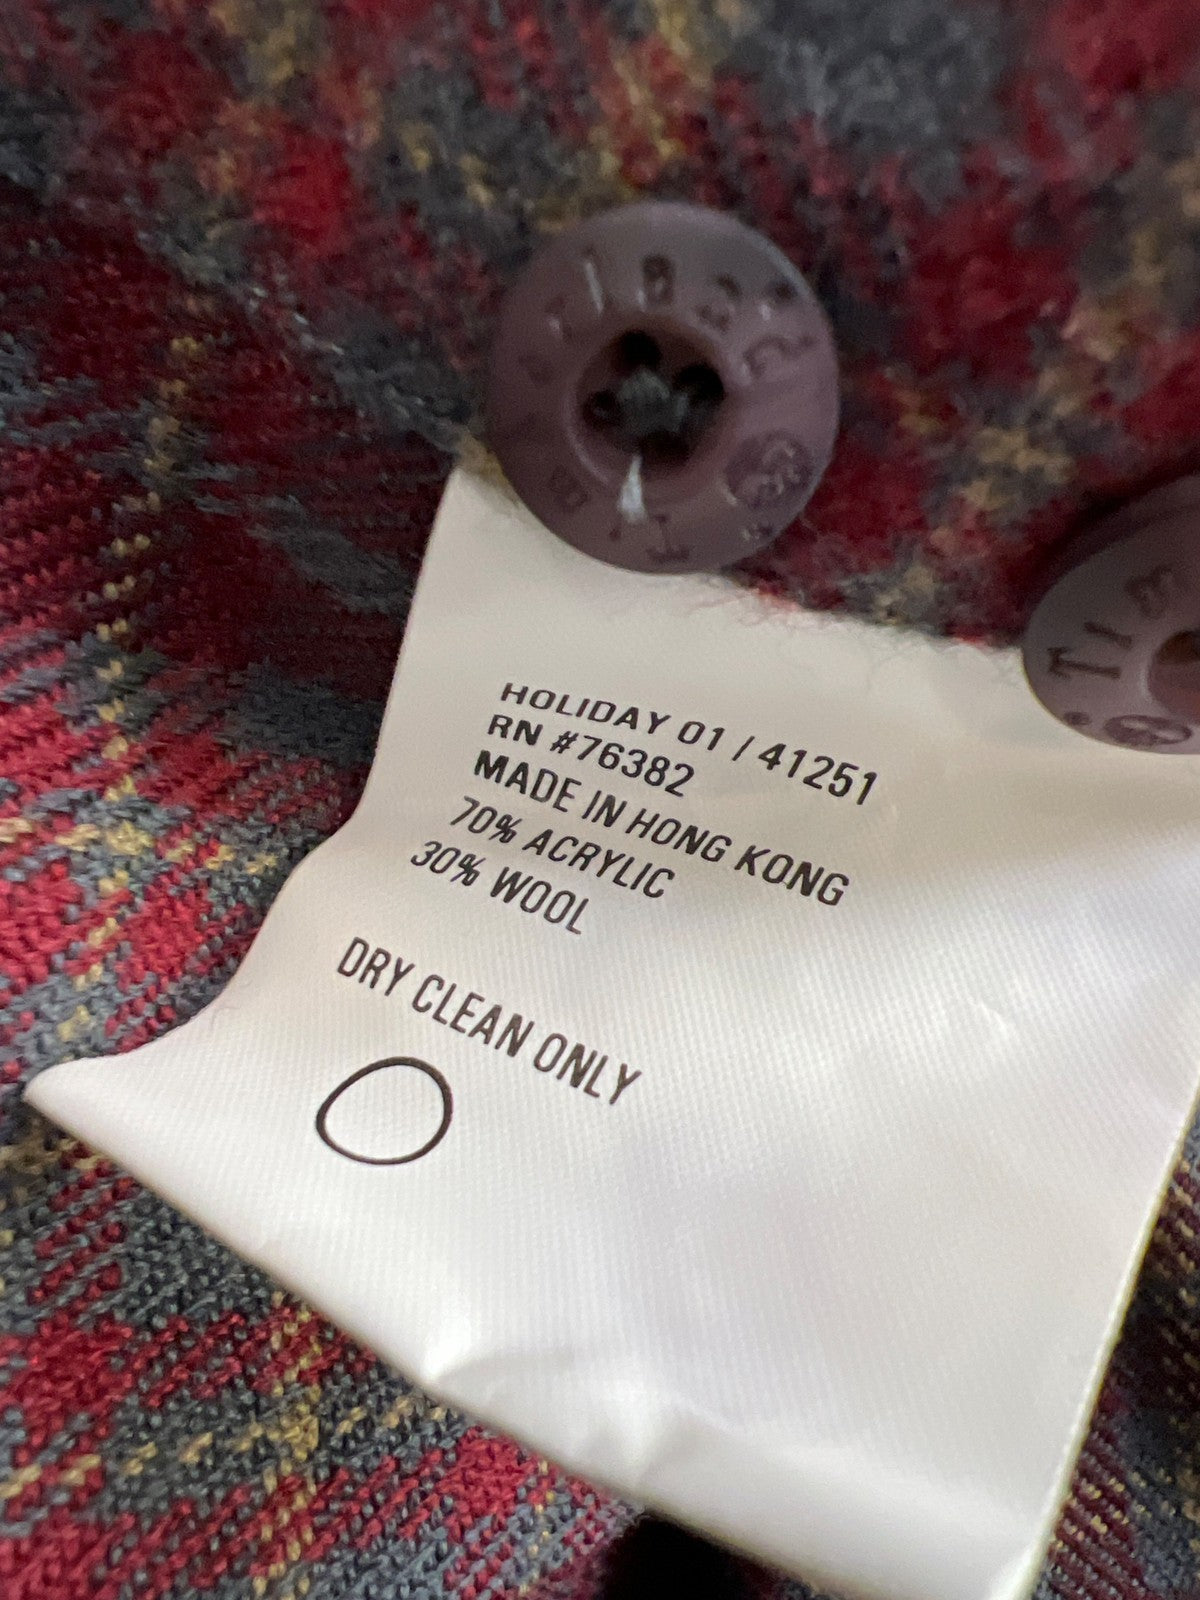 HOLIDAY 01 / 41251
RN #76382
MADE IN HONG KONG
70% ACRYLIC
30% WOOL
DRY CLEAN ONLY